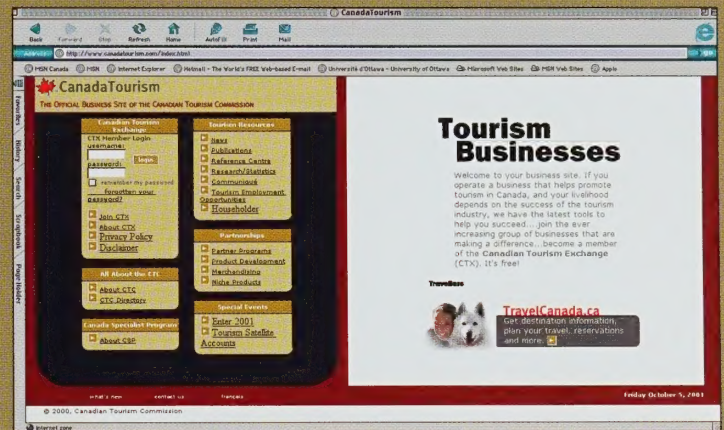 CanadaTourism
Back Forward Stop Refresh Home AutoFill Print Mail
Address http://www.canadatourism.com/index.html
go
MSN Canada MSN Internet Explorer Hotmail - The World's FREE Web-based E-mail Université d'Ottawa - University of Ottawa Microsoft Web Sites MSN Web Sites Apple
Favorites
History
Search
Scrapbook
Page Holder
CanadaTourism
The Official Business Site of the Canadian Tourism Commission
Canadian Tourism
Exchange
CTX Member Login
username:
password:
login
remember my password
forgotten your
password?
Join CTX
About CTX
Privacy Policy
Disclaimer
All About the CTC
About CTC
CTC Directory
Canada Specialist Program
About CSP
Tourism Resources
News
Publications
Reference Centre
Research/Statistics
Communiqué
Tourism Employment
Opportunities
Householder
Partnerships
Partner Programs
Product Development
Merchandising
Niche Products
Special Events
Enter 2001
Tourism Satellite
Accounts
Tourism
Businesses
Welcome to your business site. If you
operate a business that helps promote
tourism in Canada, and your livelihood
depends on the success of the tourism
industry, we have the latest tools to
help you succeed....join the ever
increasing group of businesses that are
making a difference...become a member
of the Canadian Tourism Exchange
(CTX). It's free!
TravelCanada.ca
Get destination information,
plan your travel, reservations
and more.
what's new contact us français
Friday October 5, 2001
© 2000, Canadian Tourism Commission
Internet zone